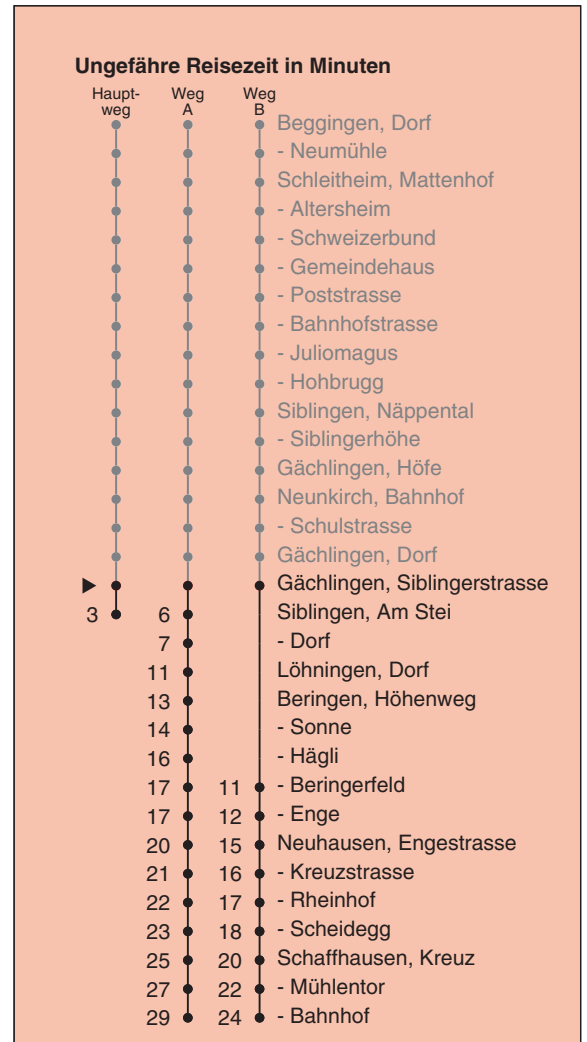 Ungefähre Reisezeit in Minuten
Haupt- Weg Weg
weg A B
Beggingen, Dorf
- Neumühle
Schleitheim, Mattenhof
- Altersheim
- Schweizerbund
- Gemeindehaus
- Poststrasse
- Bahnhofstrasse
- Juliomagus
- Hohbrugg
Siblingen, Näppental
- Siblingerhöhe
Gächlingen, Höfe
Neunkirch, Bahnhof
- Schulstrasse
Gächlingen, Dorf
Gächlingen, Siblingerstrasse
3 6 Siblingen, Am Stei
7 - Dorf
11 Löhningen, Dorf
13 Beringen, Höhenweg
14 - Sonne
16 - Hägli
17 11 - Beringerfeld
17 12 - Enge
20 15 Neuhausen, Engestrasse
21 16 - Kreuzstrasse
22 17 - Rheinhof
23 18 - Scheidegg
25 20 Schaffhausen, Kreuz
27 22 - Mühlentor
29 24 - Bahnhof